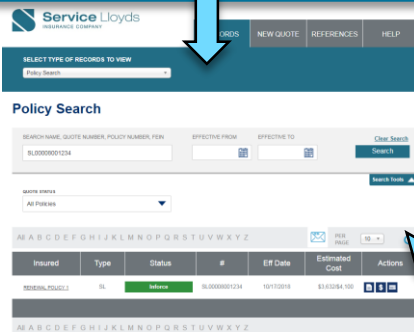 Service Lloyds
INSURANCE COMPANY
ORDS
NEW QUOTE
REFERENCES
HELP
SELECT TYPE OF RECORDS TO VIEW
Policy Search
Policy Search
SEARCH NAME, QUOTE NUMBER, POLICY NUMBER, FEIN
EFFECTIVE FROM
EFFECTIVE TO
Clear Search
SL00009001234
Search
Search Tools
QUOTE STATUS
All Policies
All A B C D E F G H I J K L M N O P Q R S T U V W X Y Z
PER PAGE
10
Insured Type Status # Eff Date Estimated Cost Actions
RENEWAL POLICY 1 SL Inforce SL00009001234 10/17/2018 $3,632/$4,100
All A B C D E F G H I J K L M N O P Q R S T U V W X Y Z